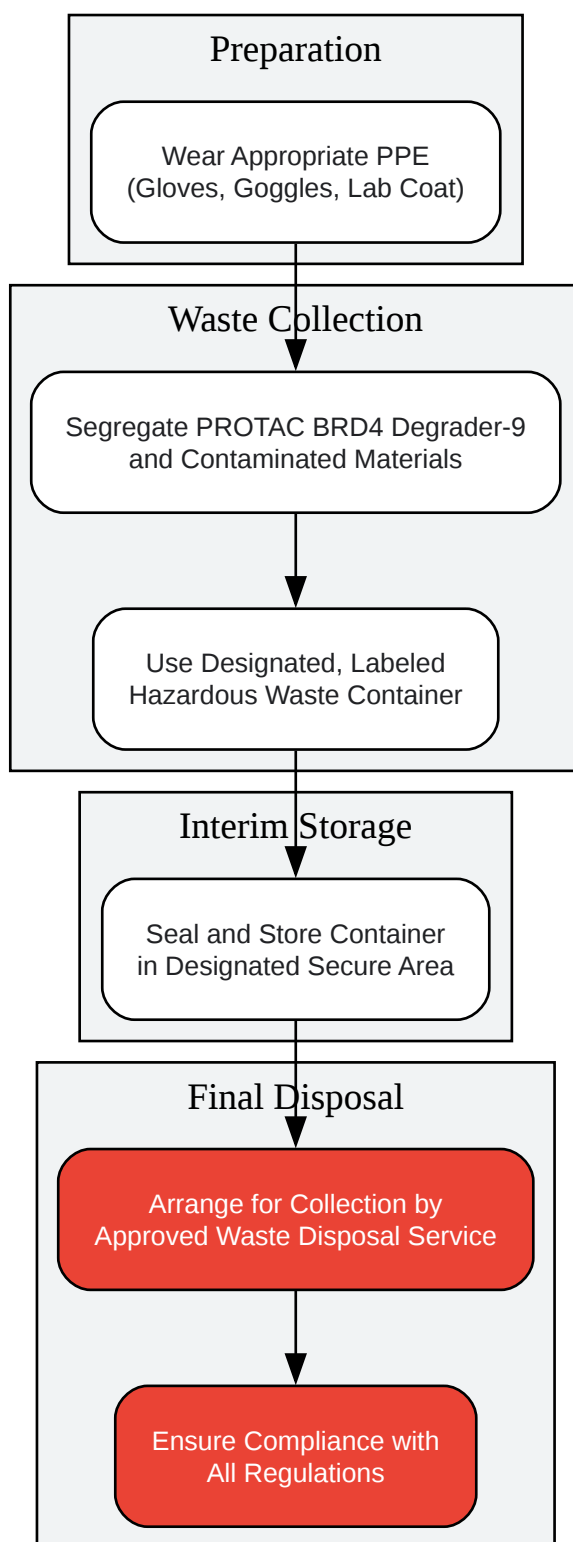 Preparation
Wear Appropriate PPE
(Gloves, Goggles, Lab Coat)
Waste Collection
Segregate PROTAC BRD4 Degrader-9
and Contaminated Materials
Use Designated, Labeled
Hazardous Waste Container
Interim Storage
Seal and Store Container
in Designated Secure Area
Final Disposal
Arrange for Collection by
Approved Waste Disposal Service
Ensure Compliance with
All Regulations